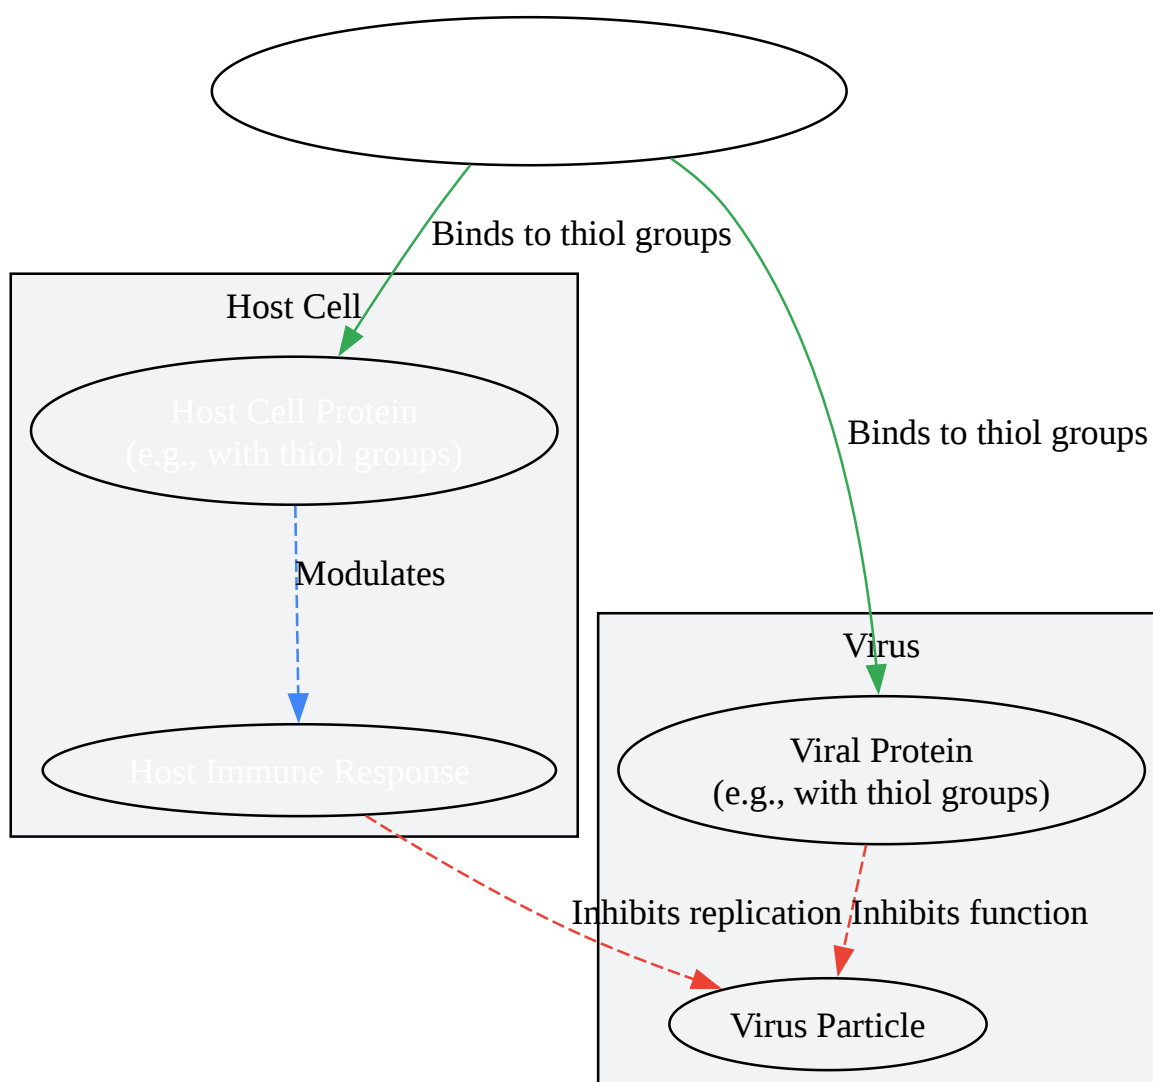 Binds to thiol groups
Host Cell
Host Cell Protein
(e.g., with thiol groups)
Binds to thiol groups
Modulates
Virus
Host Immune Response
Viral Protein
(e.g., with thiol groups)
Inhibits replication
Inhibits function
Virus Particle